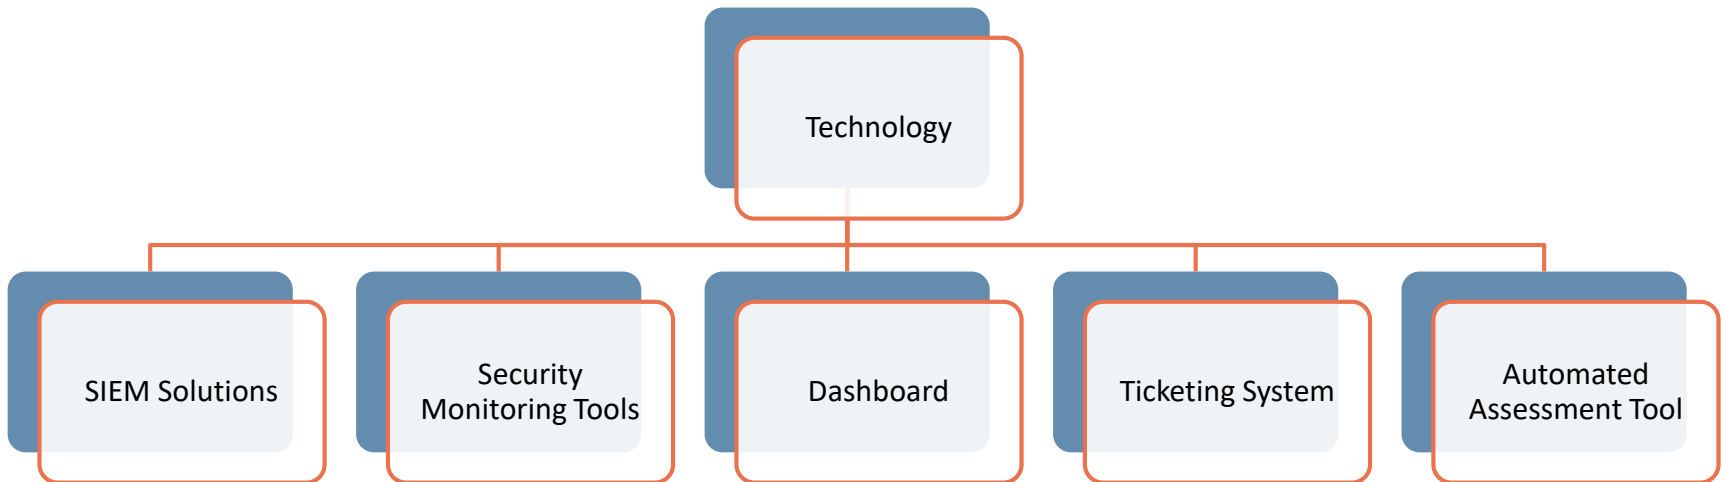 Technology
SIEM Solutions
Security
Monitoring Tools
Dashboard
Ticketing System
Automated
Assessment Tool